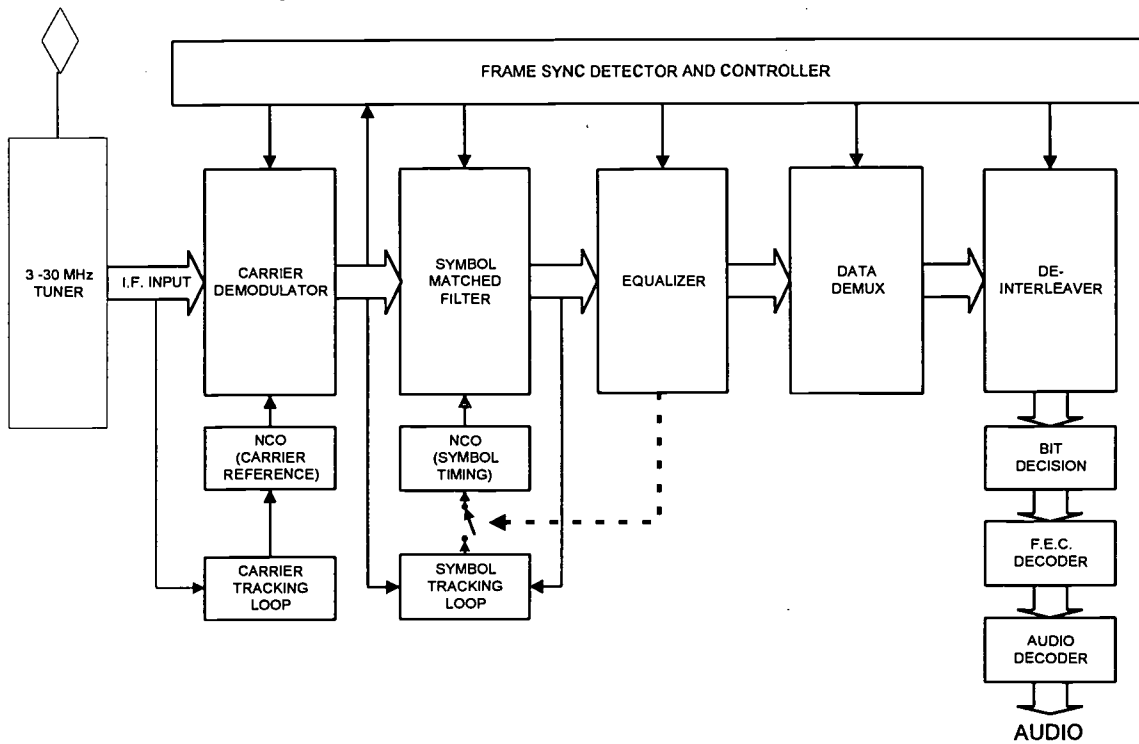 FRAME SYNC DETECTOR AND CONTROLLER
3 -30 MHz
TUNER
I.F. INPUT
CARRIER
DEMODULATOR
SYMBOL
MATCHED
FILTER
EQUALIZER
DATA
DEMUX
DE-
INTERLEAVER
NCO
(CARRIER
REFERENCE)
NCO
(SYMBOL
TIMING)
BIT
DECISION
CARRIER
TRACKING
LOOP
SYMBOL
TRACKING
LOOP
F.E.C.
DECODER
AUDIO
DECODER
AUDIO